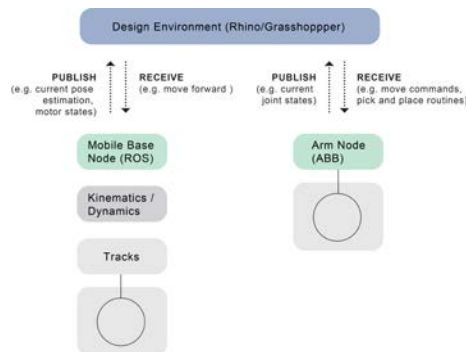 Design Environment (Rhino/Grasshoppper)
PUBLISH
(e.g. current pose
estimation,
motor states)
RECEIVE
(e.g. move forward )
PUBLISH
(e.g. current
joint states)
RECEIVE
(e.g. move commands,
pick and place routines)
Mobile Base
Node (ROS)
Arm Node
(ABB)
Kinematics /
Dynamics
Tracks